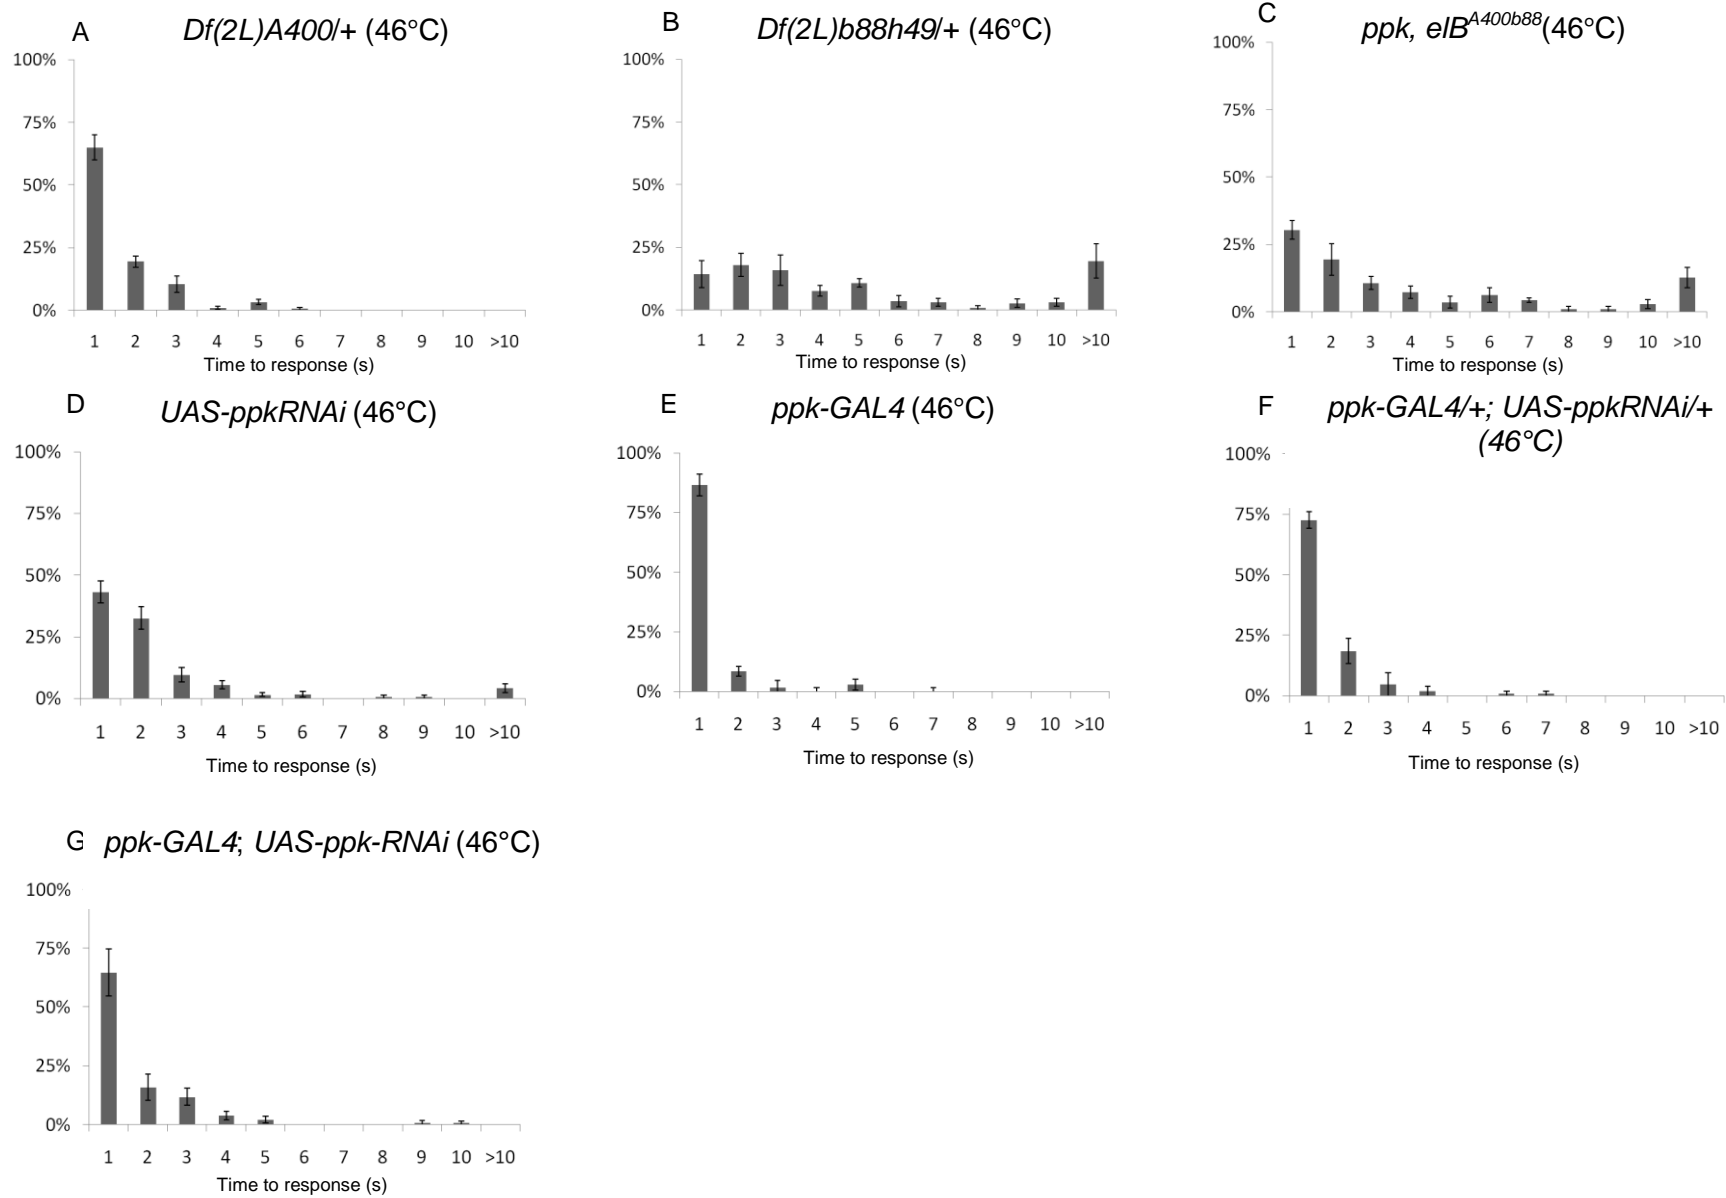 A
Df(2L)A400/+ (46°C)
100%
75%
50%
25%
0%
1 2 3 4 5 6 7 8 9 10 >10
Time to response (s)
B
Df(2L)b88h49/+ (46°C)
100%
75%
50%
25%
0%
1 2 3 4 5 6 7 8 9 10 >10
Time to response (s)
C
ppk, elB^A400b88 (46°C)
100%
75%
50%
25%
0%
1 2 3 4 5 6 7 8 9 10 >10
Time to response (s)
D
UAS-ppkRNAi (46°C)
100%
75%
50%
25%
0%
1 2 3 4 5 6 7 8 9 10 >10
Time to response (s)
E
ppk-GAL4 (46°C)
100%
75%
50%
25%
0%
1 2 3 4 5 6 7 8 9 10 >10
Time to response (s)
F
ppk-GAL4/+; UAS-ppkRNAi/+
(46°C)
100%
75%
50%
25%
0%
1 2 3 4 5 6 7 8 9 10 >10
Time to response (s)
G
ppk-GAL4; UAS-ppk-RNAi (46°C)
100%
75%
50%
25%
0%
1 2 3 4 5 6 7 8 9 10 >10
Time to response (s)